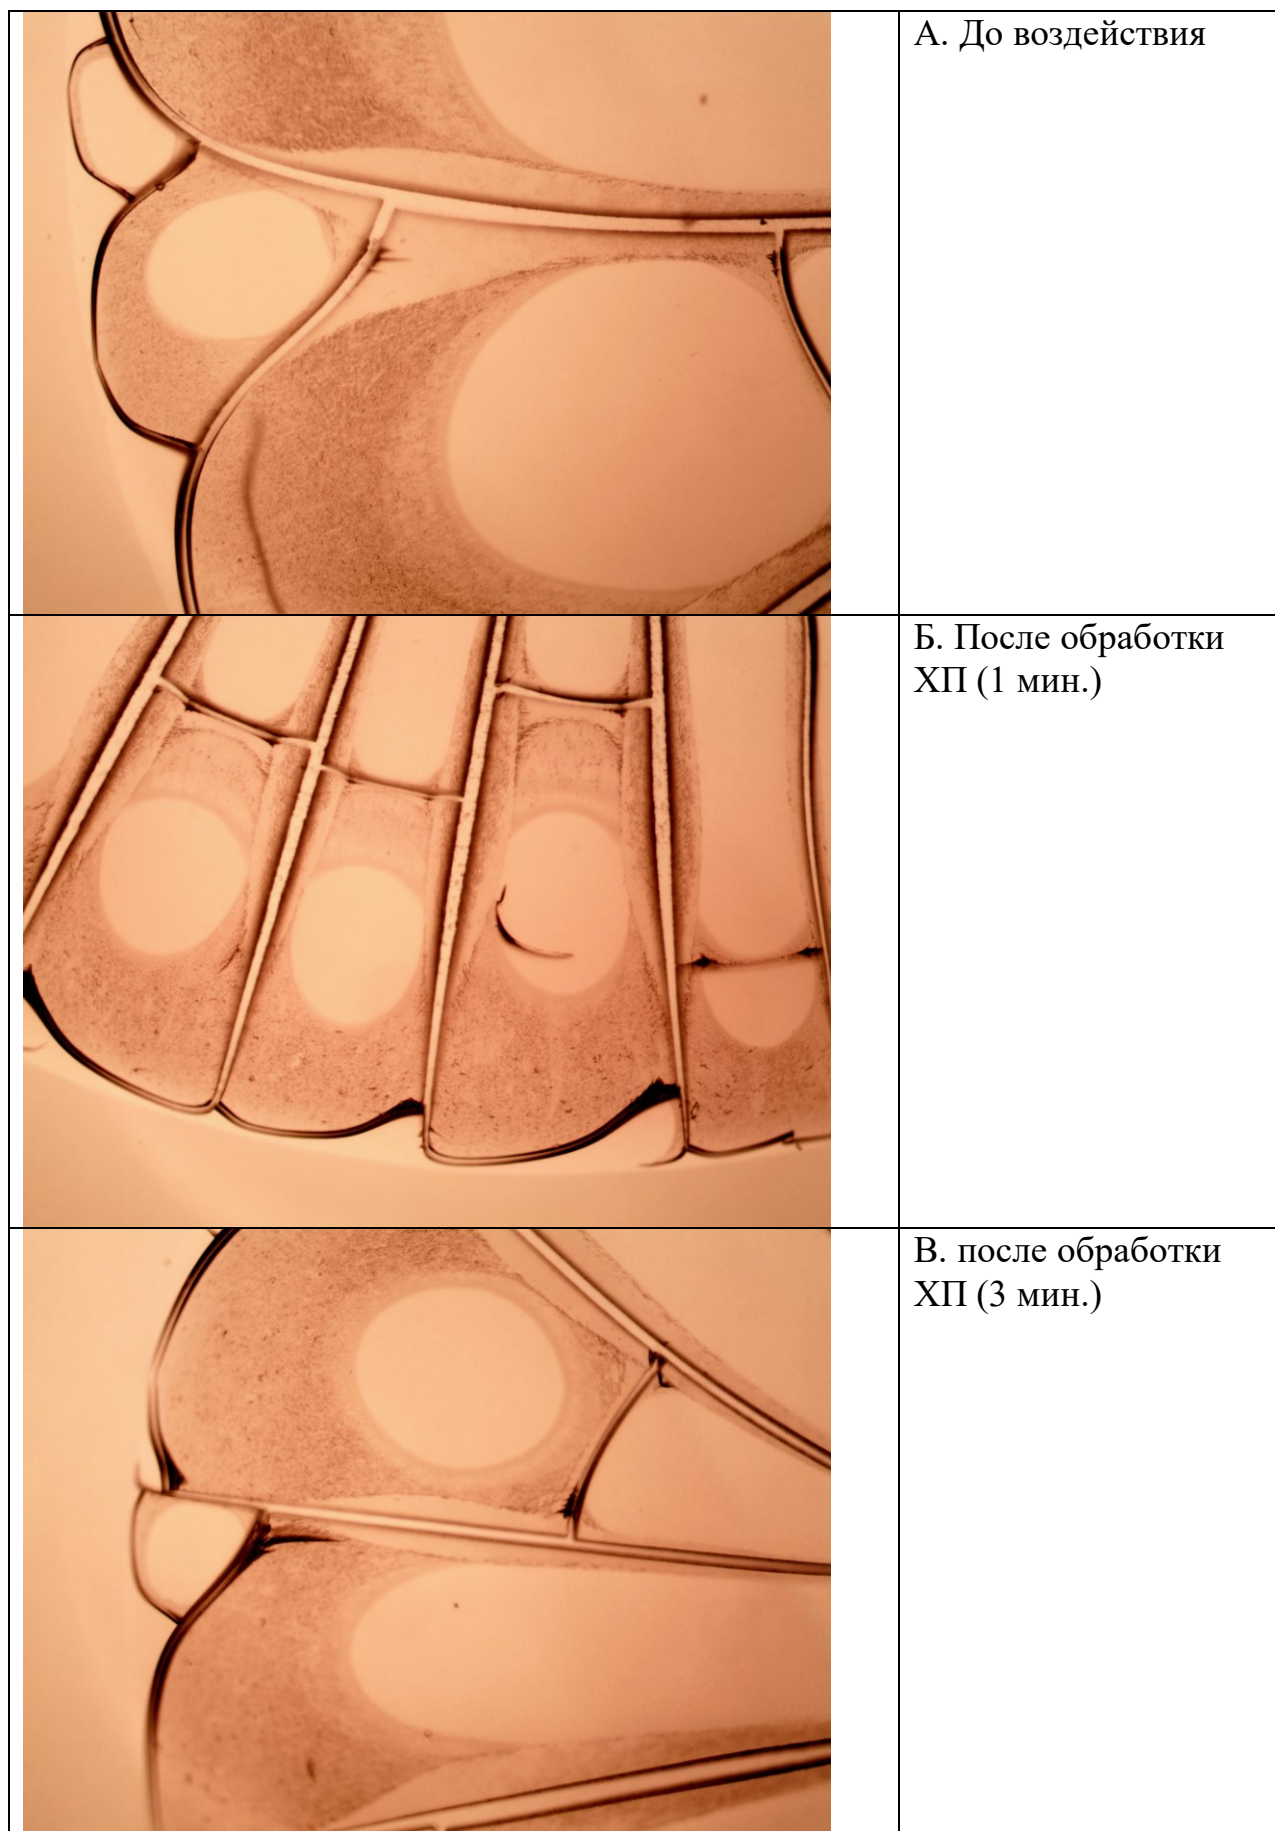 А. До воздействия
Б. После обработки
ХП (1 мин.)
В. после обработки
ХП (3 мин.)